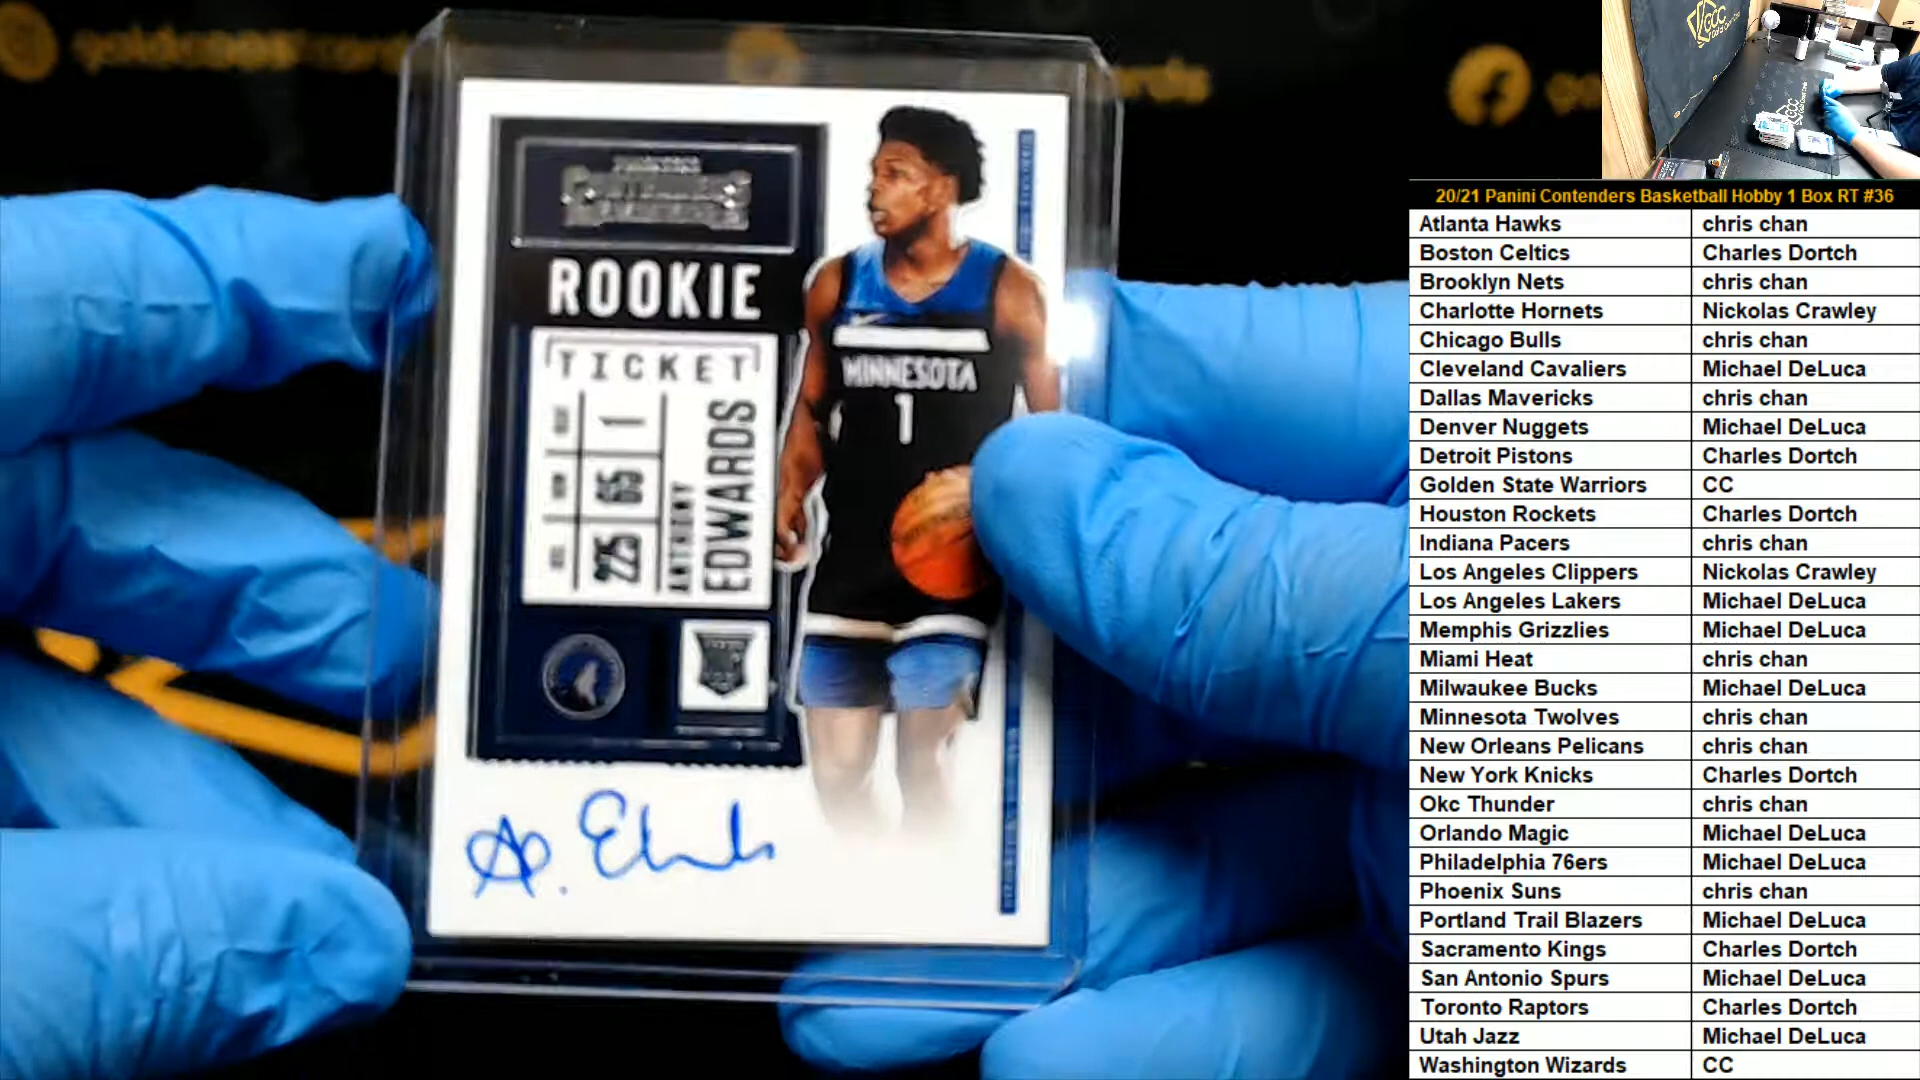 GCC
ROOKIE
TICKET
1
65
225
ANTHONY
EDWARDS
MINNESOTA
1
A. Edwards
20/21 Panini Contenders Basketball Hobby 1 Box RT #36
Atlanta Hawks chris chan
Boston Celtics Charles Dortch
Brooklyn Nets chris chan
Charlotte Hornets Nickolas Crawley
Chicago Bulls chris chan
Cleveland Cavaliers Michael DeLuca
Dallas Mavericks chris chan
Denver Nuggets Michael DeLuca
Detroit Pistons Charles Dortch
Golden State Warriors CC
Houston Rockets Charles Dortch
Indiana Pacers chris chan
Los Angeles Clippers Nickolas Crawley
Los Angeles Lakers Michael DeLuca
Memphis Grizzlies Michael DeLuca
Miami Heat chris chan
Milwaukee Bucks Michael DeLuca
Minnesota Twolves chris chan
New Orleans Pelicans chris chan
New York Knicks Charles Dortch
Okc Thunder chris chan
Orlando Magic Michael DeLuca
Philadelphia 76ers Michael DeLuca
Phoenix Suns chris chan
Portland Trail Blazers Michael DeLuca
Sacramento Kings Charles Dortch
San Antonio Spurs Michael DeLuca
Toronto Raptors Charles Dortch
Utah Jazz Michael DeLuca
Washington Wizards CC